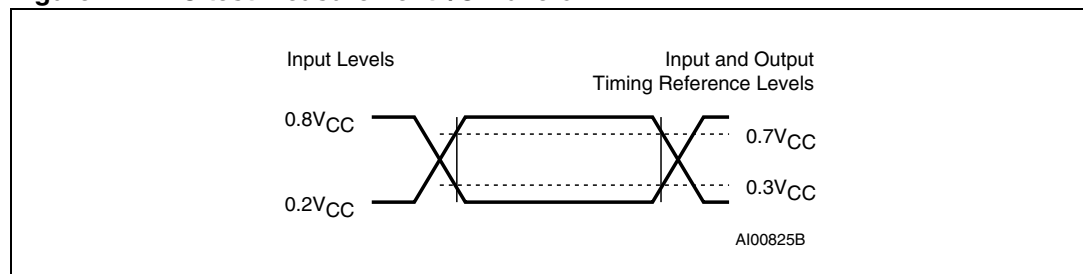 Input Levels
Input and Output
Timing Reference Levels
0.8VCC
0.7VCC
0.3VCC
0.2VCC
AI00825B